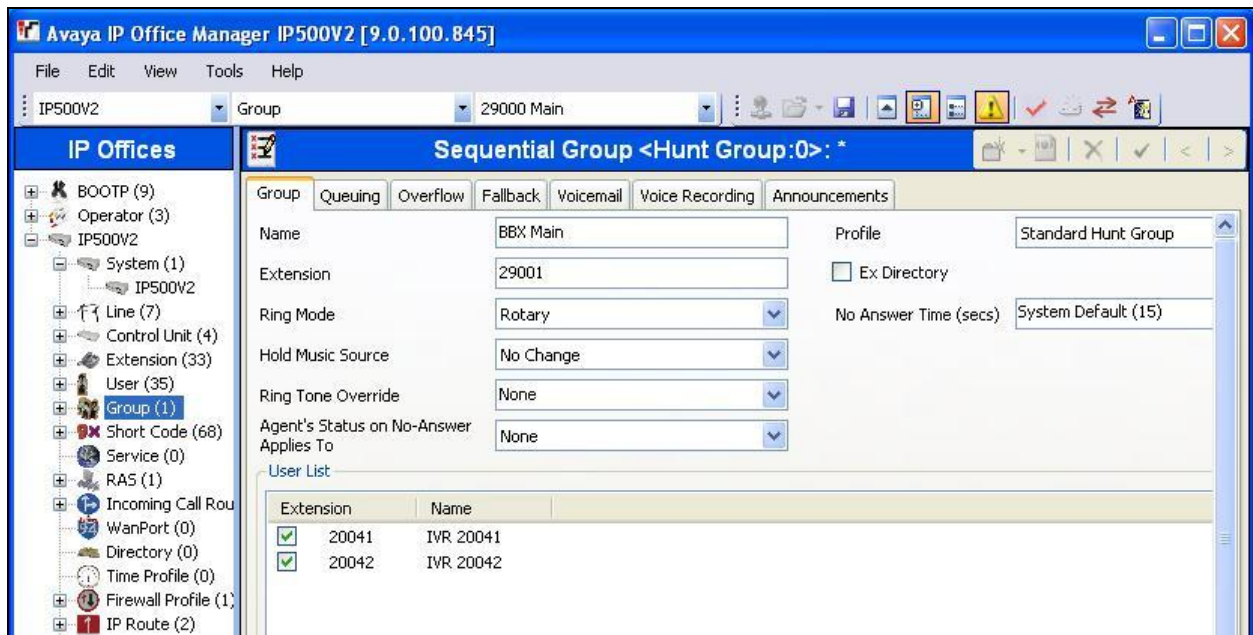 Avaya IP Office Manager IP500V2 [9.0.100.845]
File Edit View Tools Help
IP500V2 Group 29000 Main
IP Offices
BOOTP (9)
Operator (3)
IP500V2
System (1)
IP500V2
Line (7)
Control Unit (4)
Extension (33)
User (35)
Group (1)
Short Code (68)
Service (0)
RAS (1)
Incoming Call Rou
WanPort (0)
Directory (0)
Time Profile (0)
Firewall Profile (1)
IP Route (2)
Sequential Group <Hunt Group:0>: *
Group Queuing Overflow Fallback Voicemail Voice Recording Announcements
Name BBX Main Profile Standard Hunt Group
Extension 29001 Ex Directory
Ring Mode Rotary No Answer Time (secs) System Default (15)
Hold Music Source No Change
Ring Tone Override None
Agent's Status on No-Answer
Applies To None
User List
Extension Name
20041 IVR 20041
20042 IVR 20042